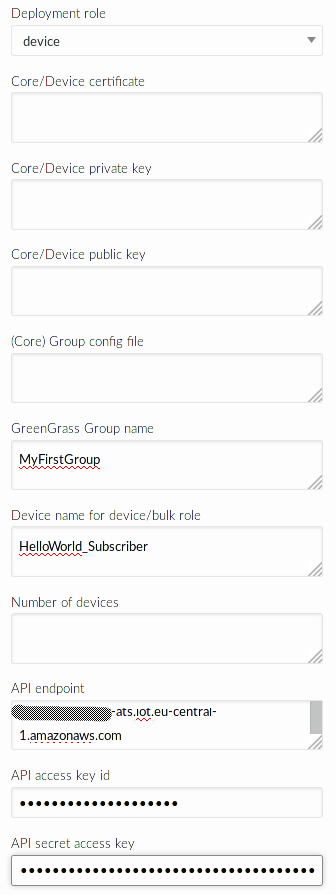 Deployment role
device
Core/Device certificate
Core/Device private key
Core/Device public key
(Core) Group config file
GreenGrass Group name
MyFirstGroup
Device name for device/bulk role
HelloWorld_Subscriber
Number of devices
API endpoint
-ats.iot.eu-central-
1.amazonaws.com
API access key id
API secret access key